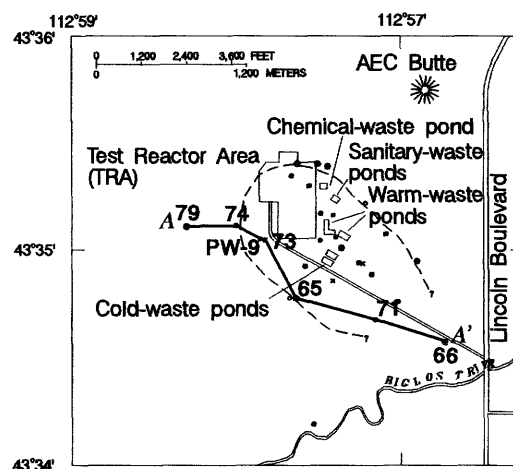 112°59' 112°57'
43°36'
0 1,200 2,400 3,600 FEET
0 1,200 METERS
AEC Butte
Chemical-waste pond
Test Reactor Area
(TRA)
Sanitary-waste
ponds
Warm-waste
ponds
A 79 74
PW-9 73
43°35'
Cold-waste ponds
65
71
A'
66
Lincoln Boulevard
BIG LOST RIVER
?
?
43°34'